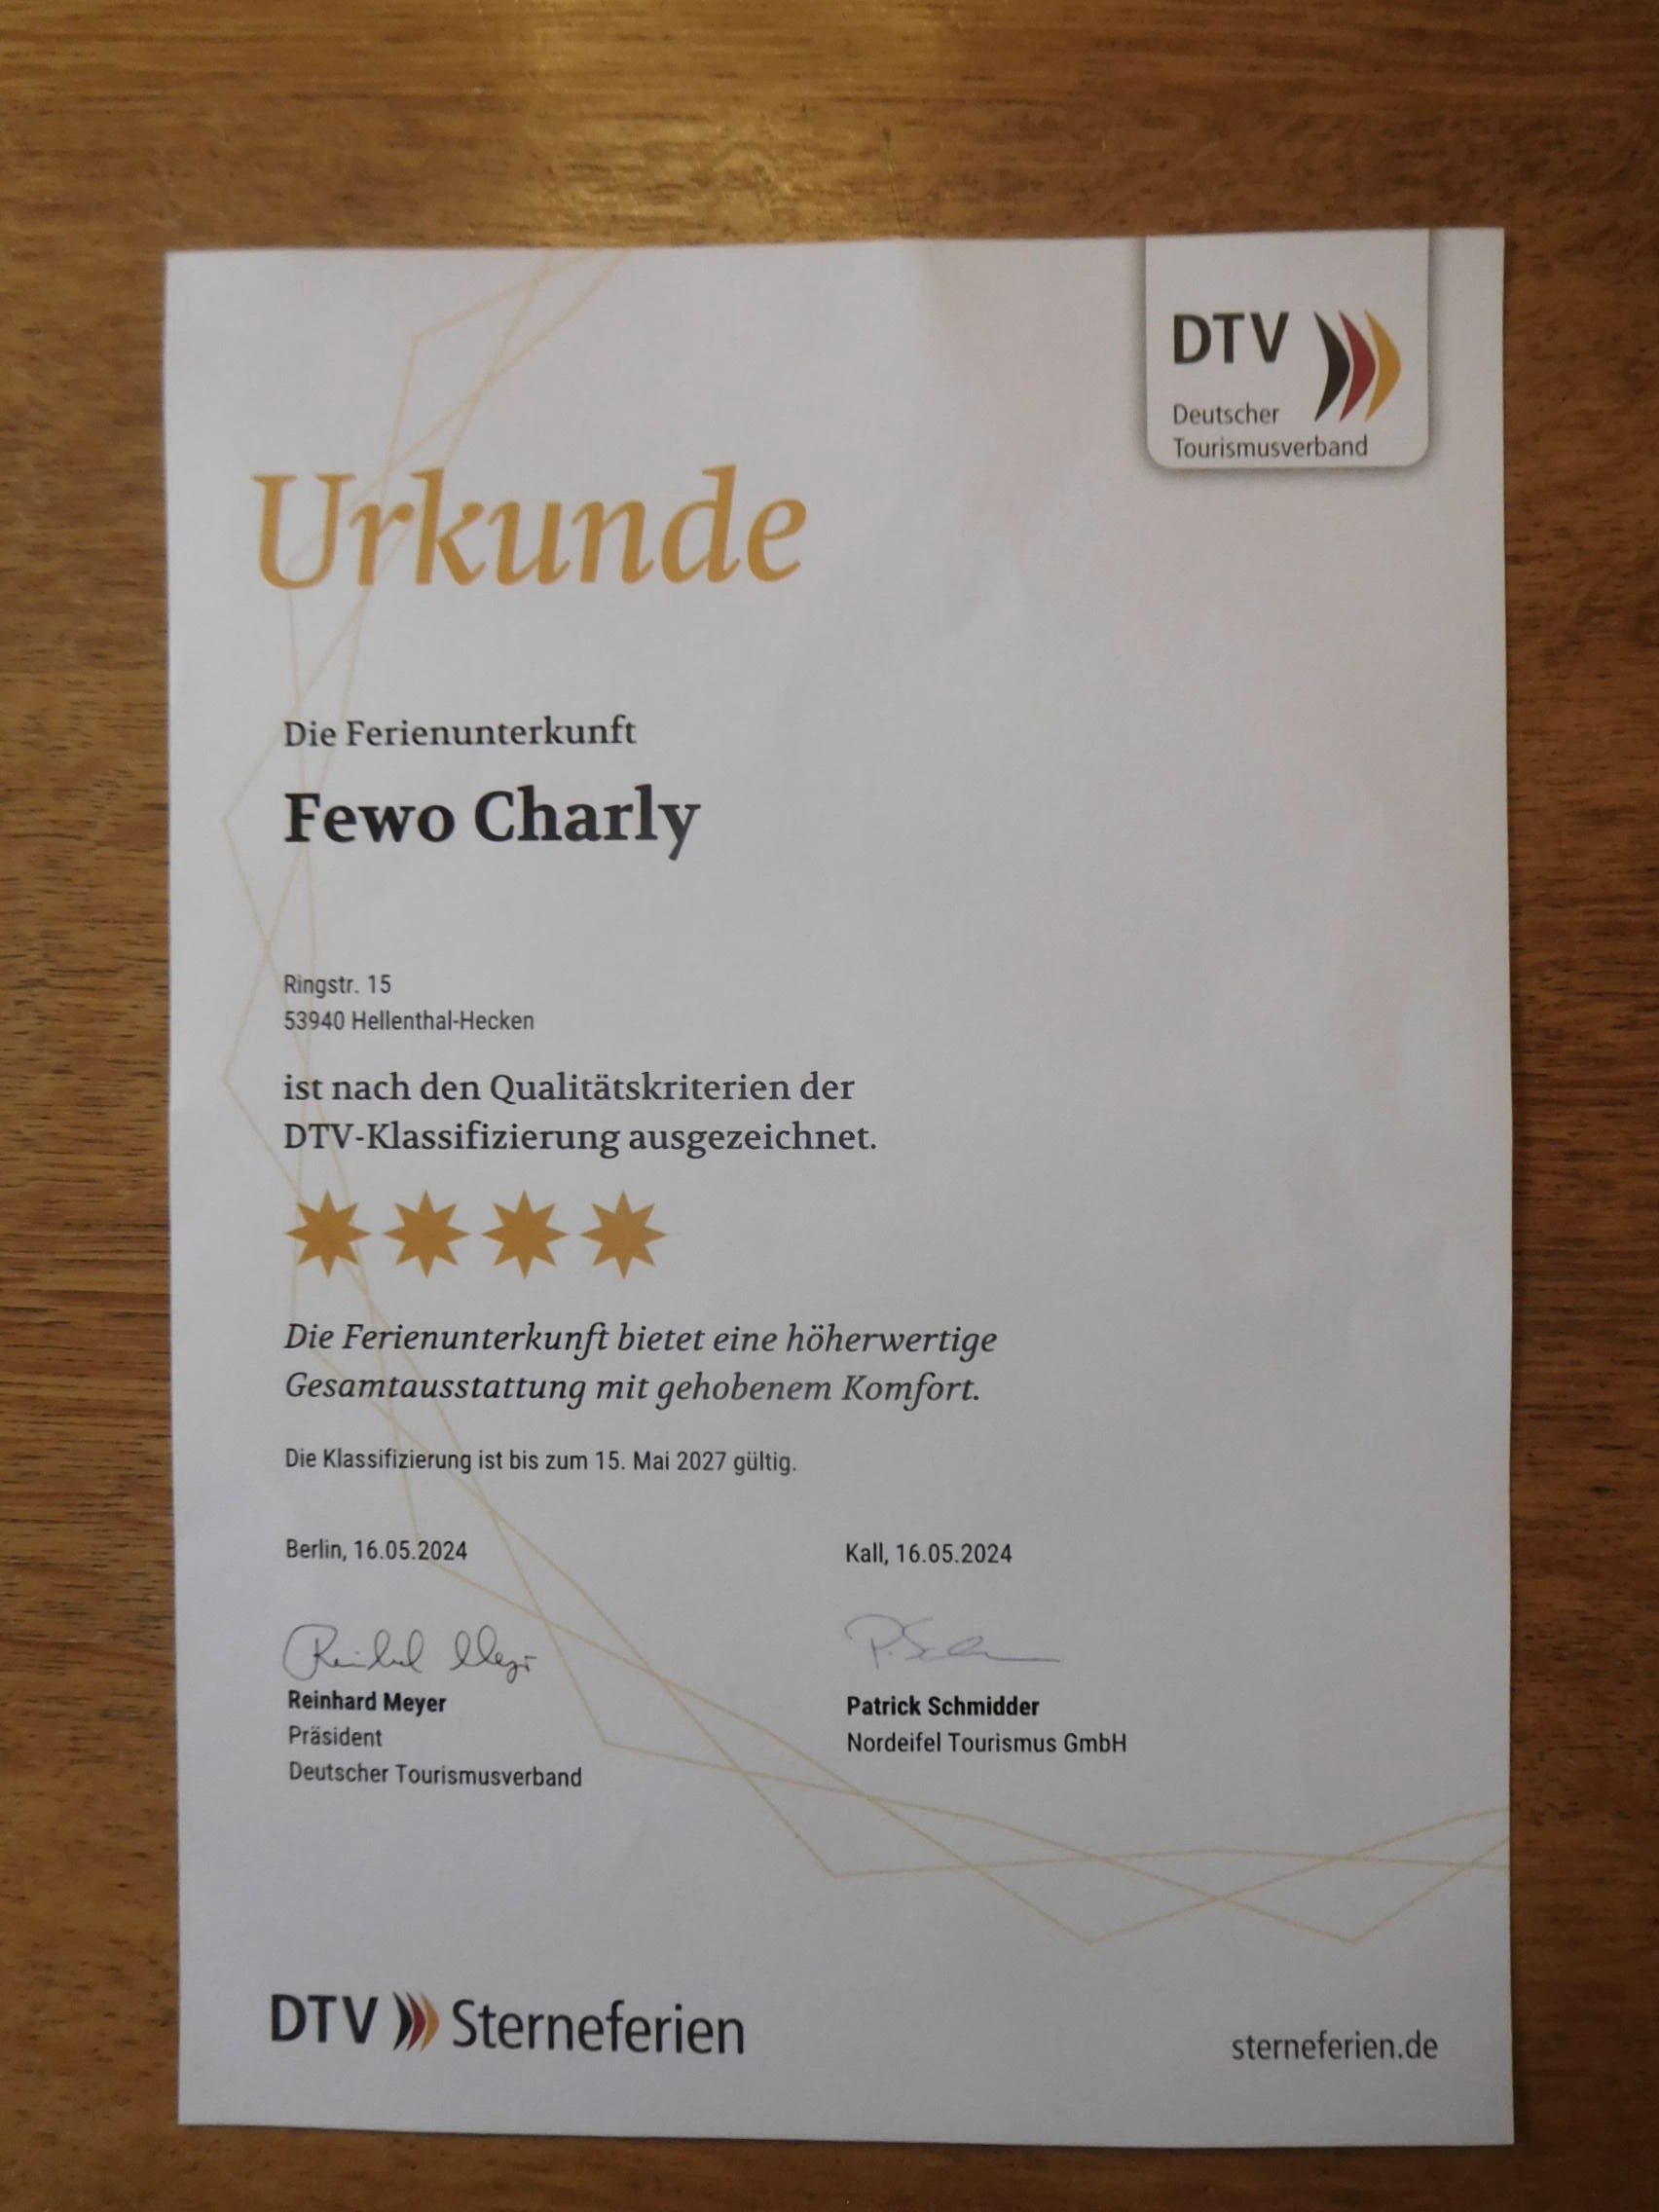 DTV
Deutscher
Tourismusverband
Urkunde
Die Ferienunterkunft
Fewo Charly
Ringstr. 15
53940 Hellenthal-Hecken
ist nach den Qualitätskriterien der
DTV-Klassifizierung ausgezeichnet.
Die Ferienunterkunft bietet eine höherwertige
Gesamtausstattung mit gehobenem Komfort.
Die Klassifizierung ist bis zum 15. Mai 2027 gültig.
Berlin, 16.05.2024
Reinhard Meyer
Reinhard Meyer
Präsident
Deutscher Tourismusverband
Kall, 16.05.2024
Patrick Schmidder
Nordeifel Tourismus GmbH
DTV Sterneferien
sterneferien.de